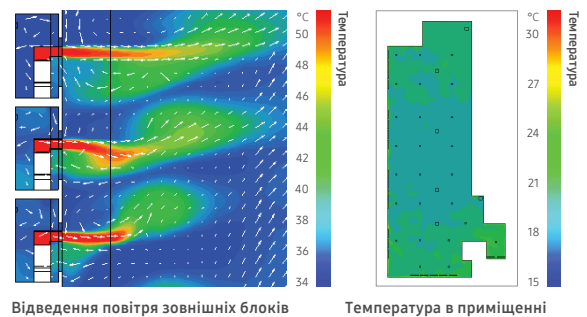 °C
50
48
46
44
42
40
38
36
34
Температура
Відведення повітря зовнішніх блоків
°C
30
27
24
21
18
15
Температура
Температура в приміщенні